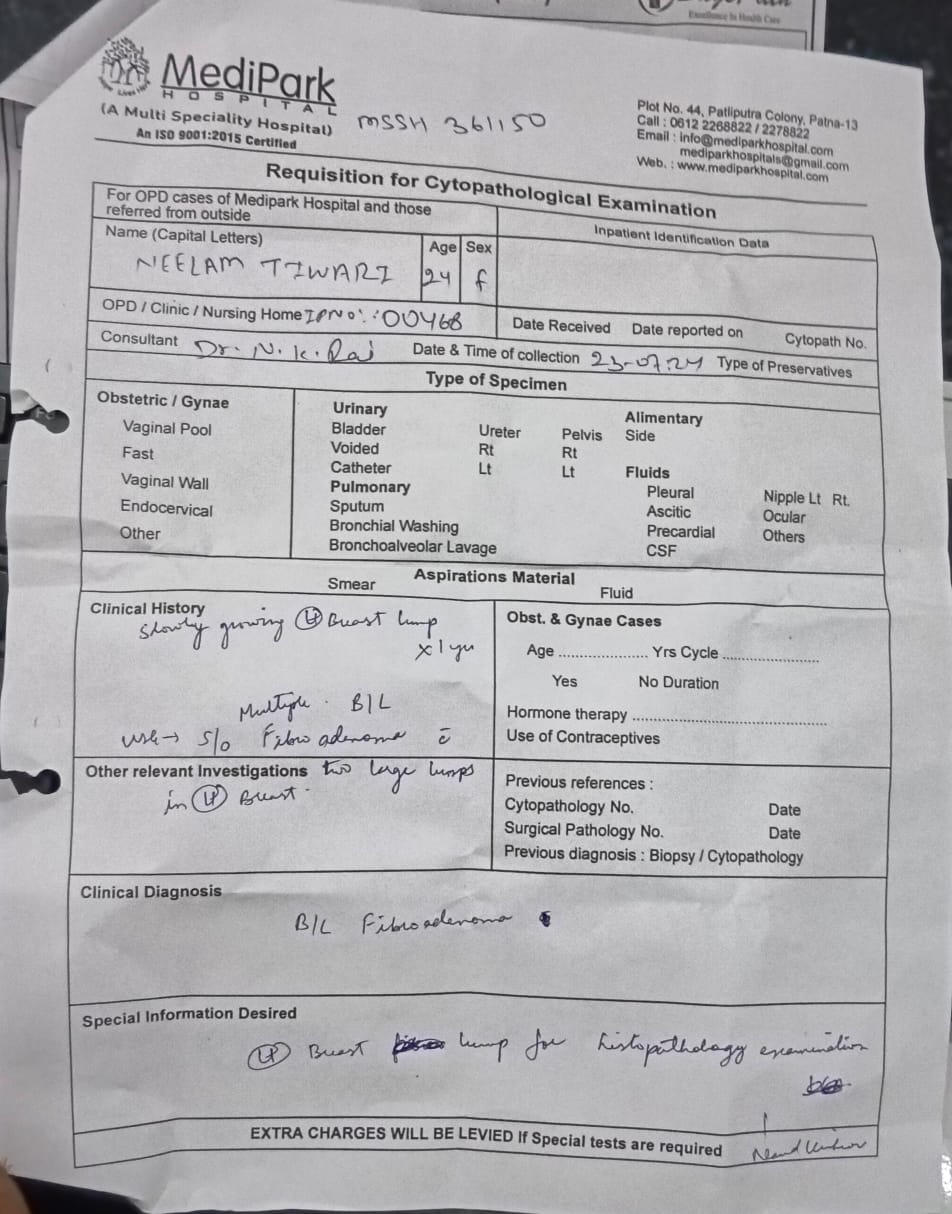 Excellence In Health Care
MediPark
HOSPITAL
(A Multi Speciality Hospital)
An ISO 9001:2015 Certified
MSSH 361150
Plot No. 44, Patliputra Colony, Patna-13
Call : 0612 2268822 / 2278822
Email : info@mediparkhospital.com
mediparkhospitals@gmail.com
Web. : www.mediparkhospital.com
Requisition for Cytopathological Examination
For OPD cases of Medipark Hospital and those
referred from outside
Inpatient Identification Data
Name (Capital Letters) Age Sex
NEELAM TIWARI 24 f
OPD / Clinic / Nursing Home IPNo:- 00468
Date Received Date reported on Cytopath No.
Consultant Dr. N. K. Rai Date & Time of collection 23-07-24 Type of Preservatives
Type of Specimen
Obstetric / Gynae
Vaginal Pool
Fast
Vaginal Wall
Endocervical
Other
Urinary
Bladder Ureter Pelvis
Voided Rt Rt
Catheter Lt Lt
Pulmonary
Sputum
Bronchial Washing
Bronchoalveolar Lavage
Alimentary
Side
Fluids
Pleural Nipple Lt Rt.
Ascitic Ocular
Precardial Others
CSF
Aspirations Material
Smear Fluid
Clinical History
Slowly growing Lt Breast lump
x 1 yr
Multiple B/L
USG → S/o Fibroadenoma c̄
Other relevant Investigations two large lumps
in Lt Breast.
Obst. & Gynae Cases
Age .................... Yrs Cycle ......................
Yes No Duration
Hormone therapy ............................................
Use of Contraceptives
Previous references :
Cytopathology No. Date
Surgical Pathology No. Date
Previous diagnosis : Biopsy / Cytopathology
Clinical Diagnosis
B/L Fibroadenoma
Special Information Desired
Lt Breast lump for histopathology examination
EXTRA CHARGES WILL BE LEVIED If Special tests are required